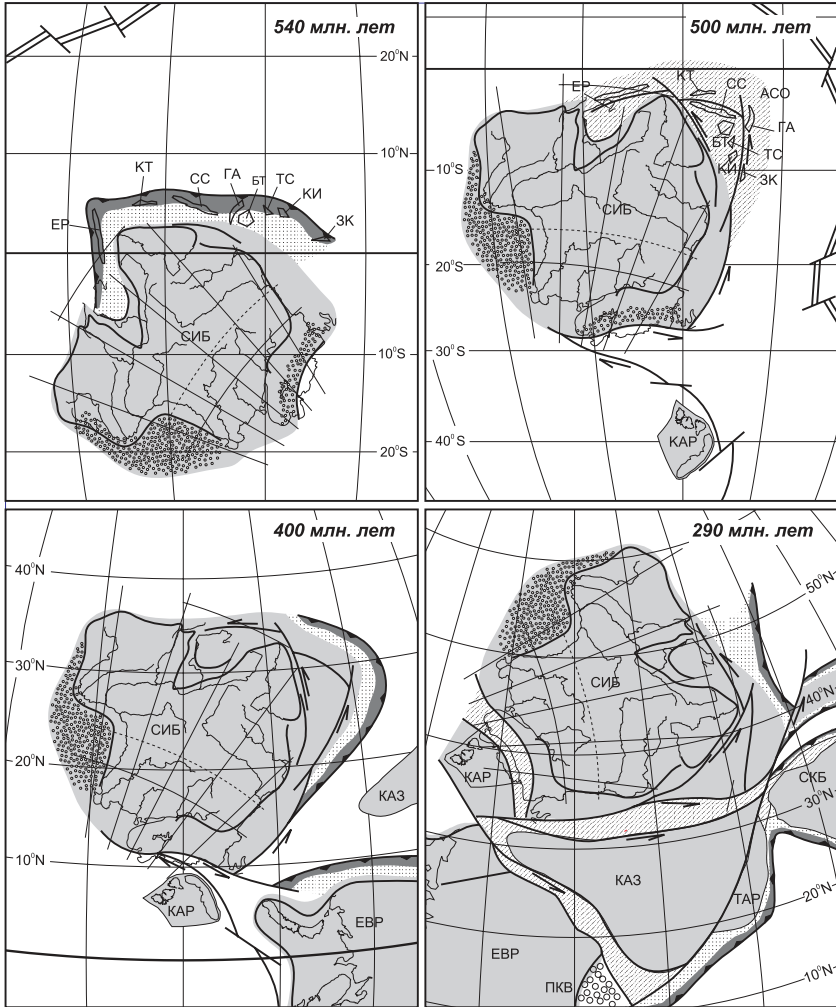 540 млн. лет
20°N
10°N
КТ
СС
ГА
БТ
ТС
КИ
ЗК
ЕР
СИБ
10°S
20°S
500 млн. лет
ЕР
КТ
СС
АСО
ГА
БТ
ТС
КИ
ЗК
10°S
СИБ
20°S
30°S
40°S
КАР
400 млн. лет
40°N
30°N
СИБ
20°N
КАЗ
10°N
КАР
ЕВР
290 млн. лет
50°N
СИБ
40°N
КАР
СКБ
30°N
КАЗ
ТАР
20°N
ЕВР
ПКВ
10°N